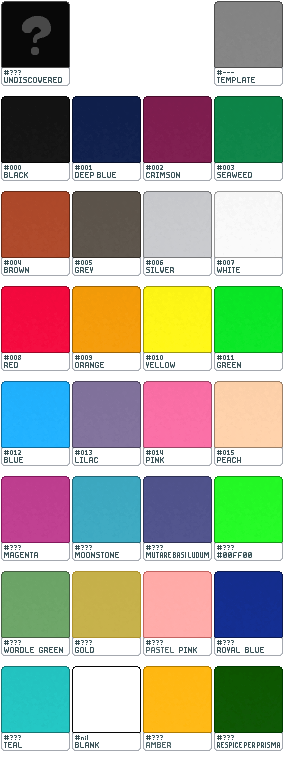 ?
#???
UNDISCOVERED
#---
TEMPLATE
#000
BLACK
#001
DEEP BLUE
#002
CRIMSON
#003
SEAWEED
#004
BROWN
#005
GREY
#006
SILVER
#007
WHITE
#008
RED
#009
ORANGE
#010
YELLOW
#011
GREEN
#012
BLUE
#013
LILAC
#014
PINK
#015
PEACH
#???
MAGENTA
#???
MOONSTONE
#???
MUTARE BASILUDUM
#???
#00FF00
#???
WORDLE GREEN
#???
GOLD
#???
PASTEL PINK
#???
ROYAL BLUE
#???
TEAL
#nil
BLANK
#???
AMBER
#???
RESPICE PER PRISMA